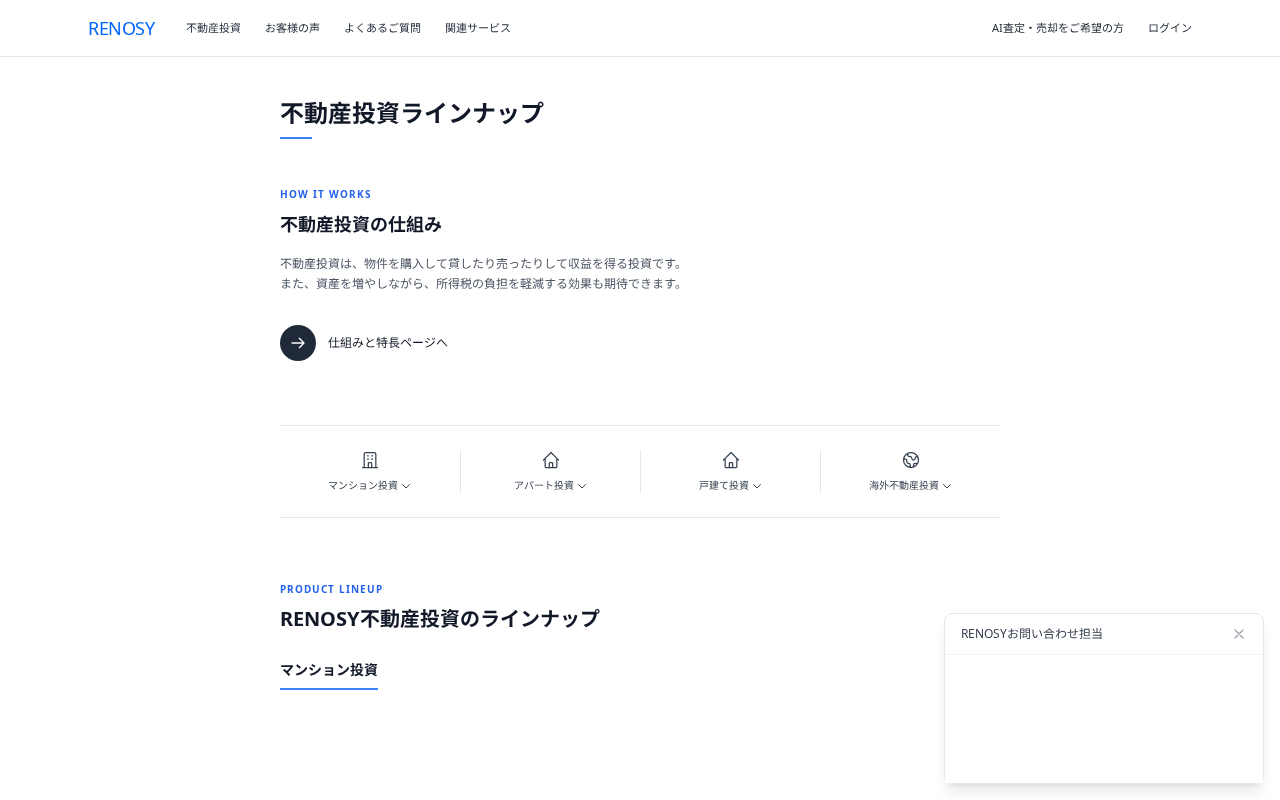 RENOSY
不動産投資
お客様の声
よくあるご質問
関連サービス
AI査定・売却をご希望の方
ログイン
不動産投資ラインナップ
HOW IT WORKS
不動産投資の仕組み
不動産投資は、物件を購入して貸したり売ったりして収益を得る投資です。
また、資産を増やしながら、所得税の負担を軽減する効果も期待できます。
仕組みと特長ページへ
マンション投資
アパート投資
戸建て投資
海外不動産投資
PRODUCT LINEUP
RENOSY不動産投資のラインナップ
マンション投資
RENOSYお問い合わせ担当